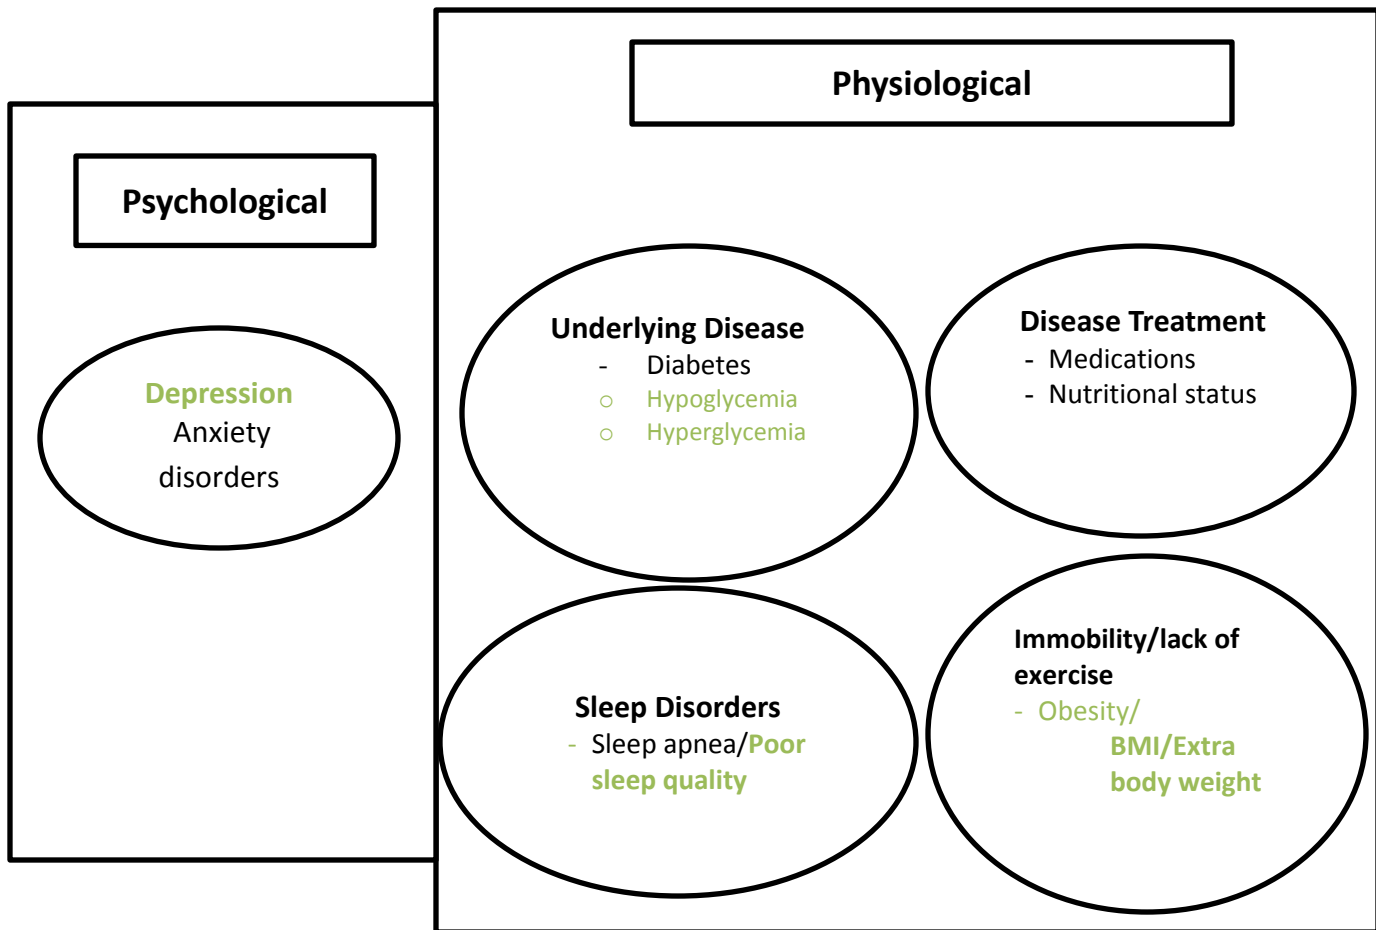 Physiological
Psychological
Depression
Anxiety
disorders
Underlying Disease
- Diabetes
o Hypoglycemia
o Hyperglycemia
Disease Treatment
- Medications
- Nutritional status
Sleep Disorders
- Sleep apnea/Poor
sleep quality
Immobility/lack of
exercise
- Obesity/
BMI/Extra
body weight